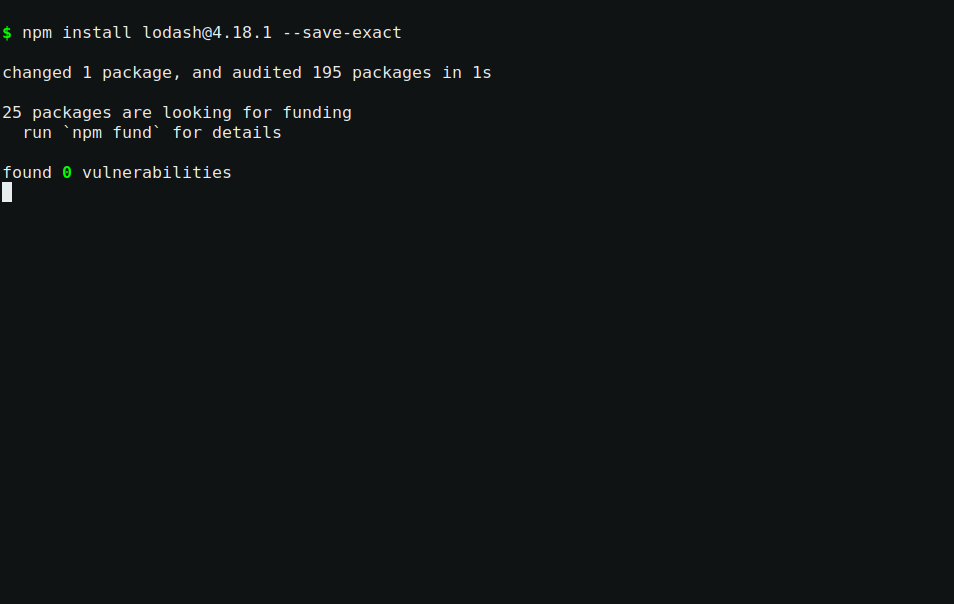 $ npm install lodash@4.18.1 --save-exact
changed 1 package, and audited 195 packages in 1s
25 packages are looking for funding
  run `npm fund` for details
found 0 vulnerabilities